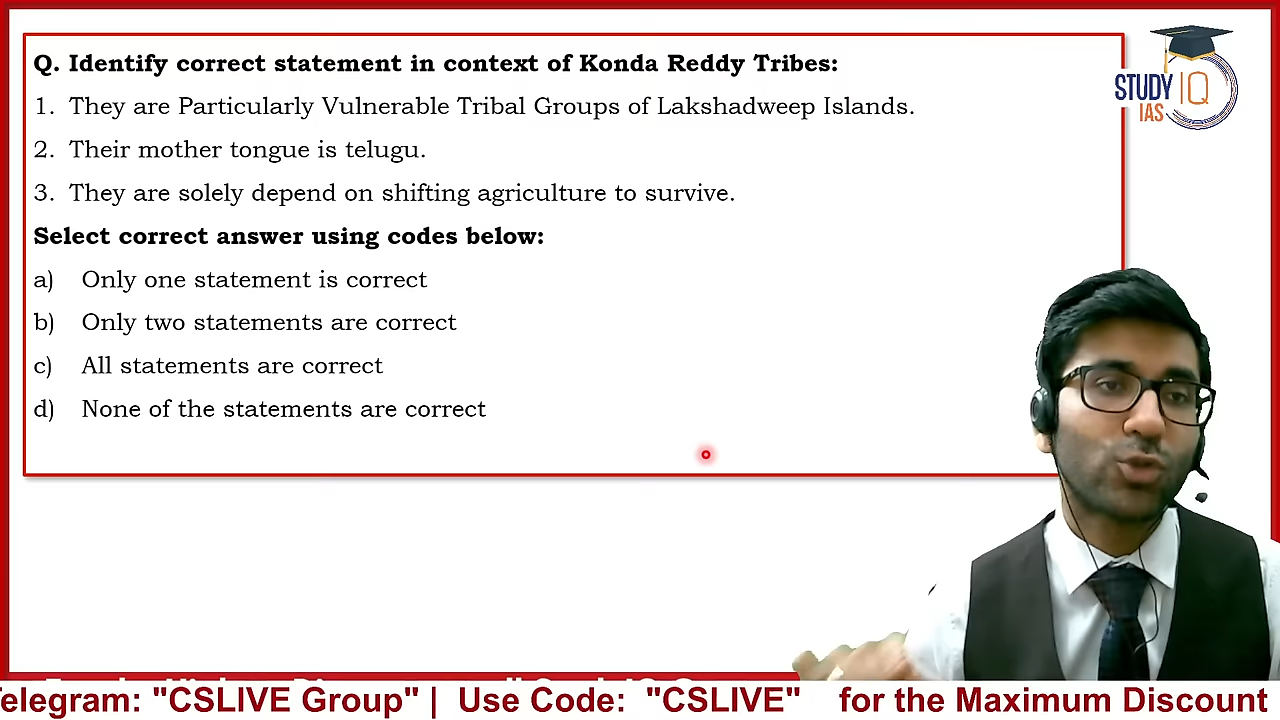 Q. Identify correct statement in context of Konda Reddy Tribes:
1. They are Particularly Vulnerable Tribal Groups of Lakshadweep Islands.
2. Their mother tongue is telugu.
3. They are solely depend on shifting agriculture to survive.
Select correct answer using codes below:
a) Only one statement is correct
b) Only two statements are correct
c) All statements are correct
d) None of the statements are correct
STUDY IQ
IAS
Telegram: "CSLIVE Group" | Use Code: "CSLIVE" for the Maximum Discount